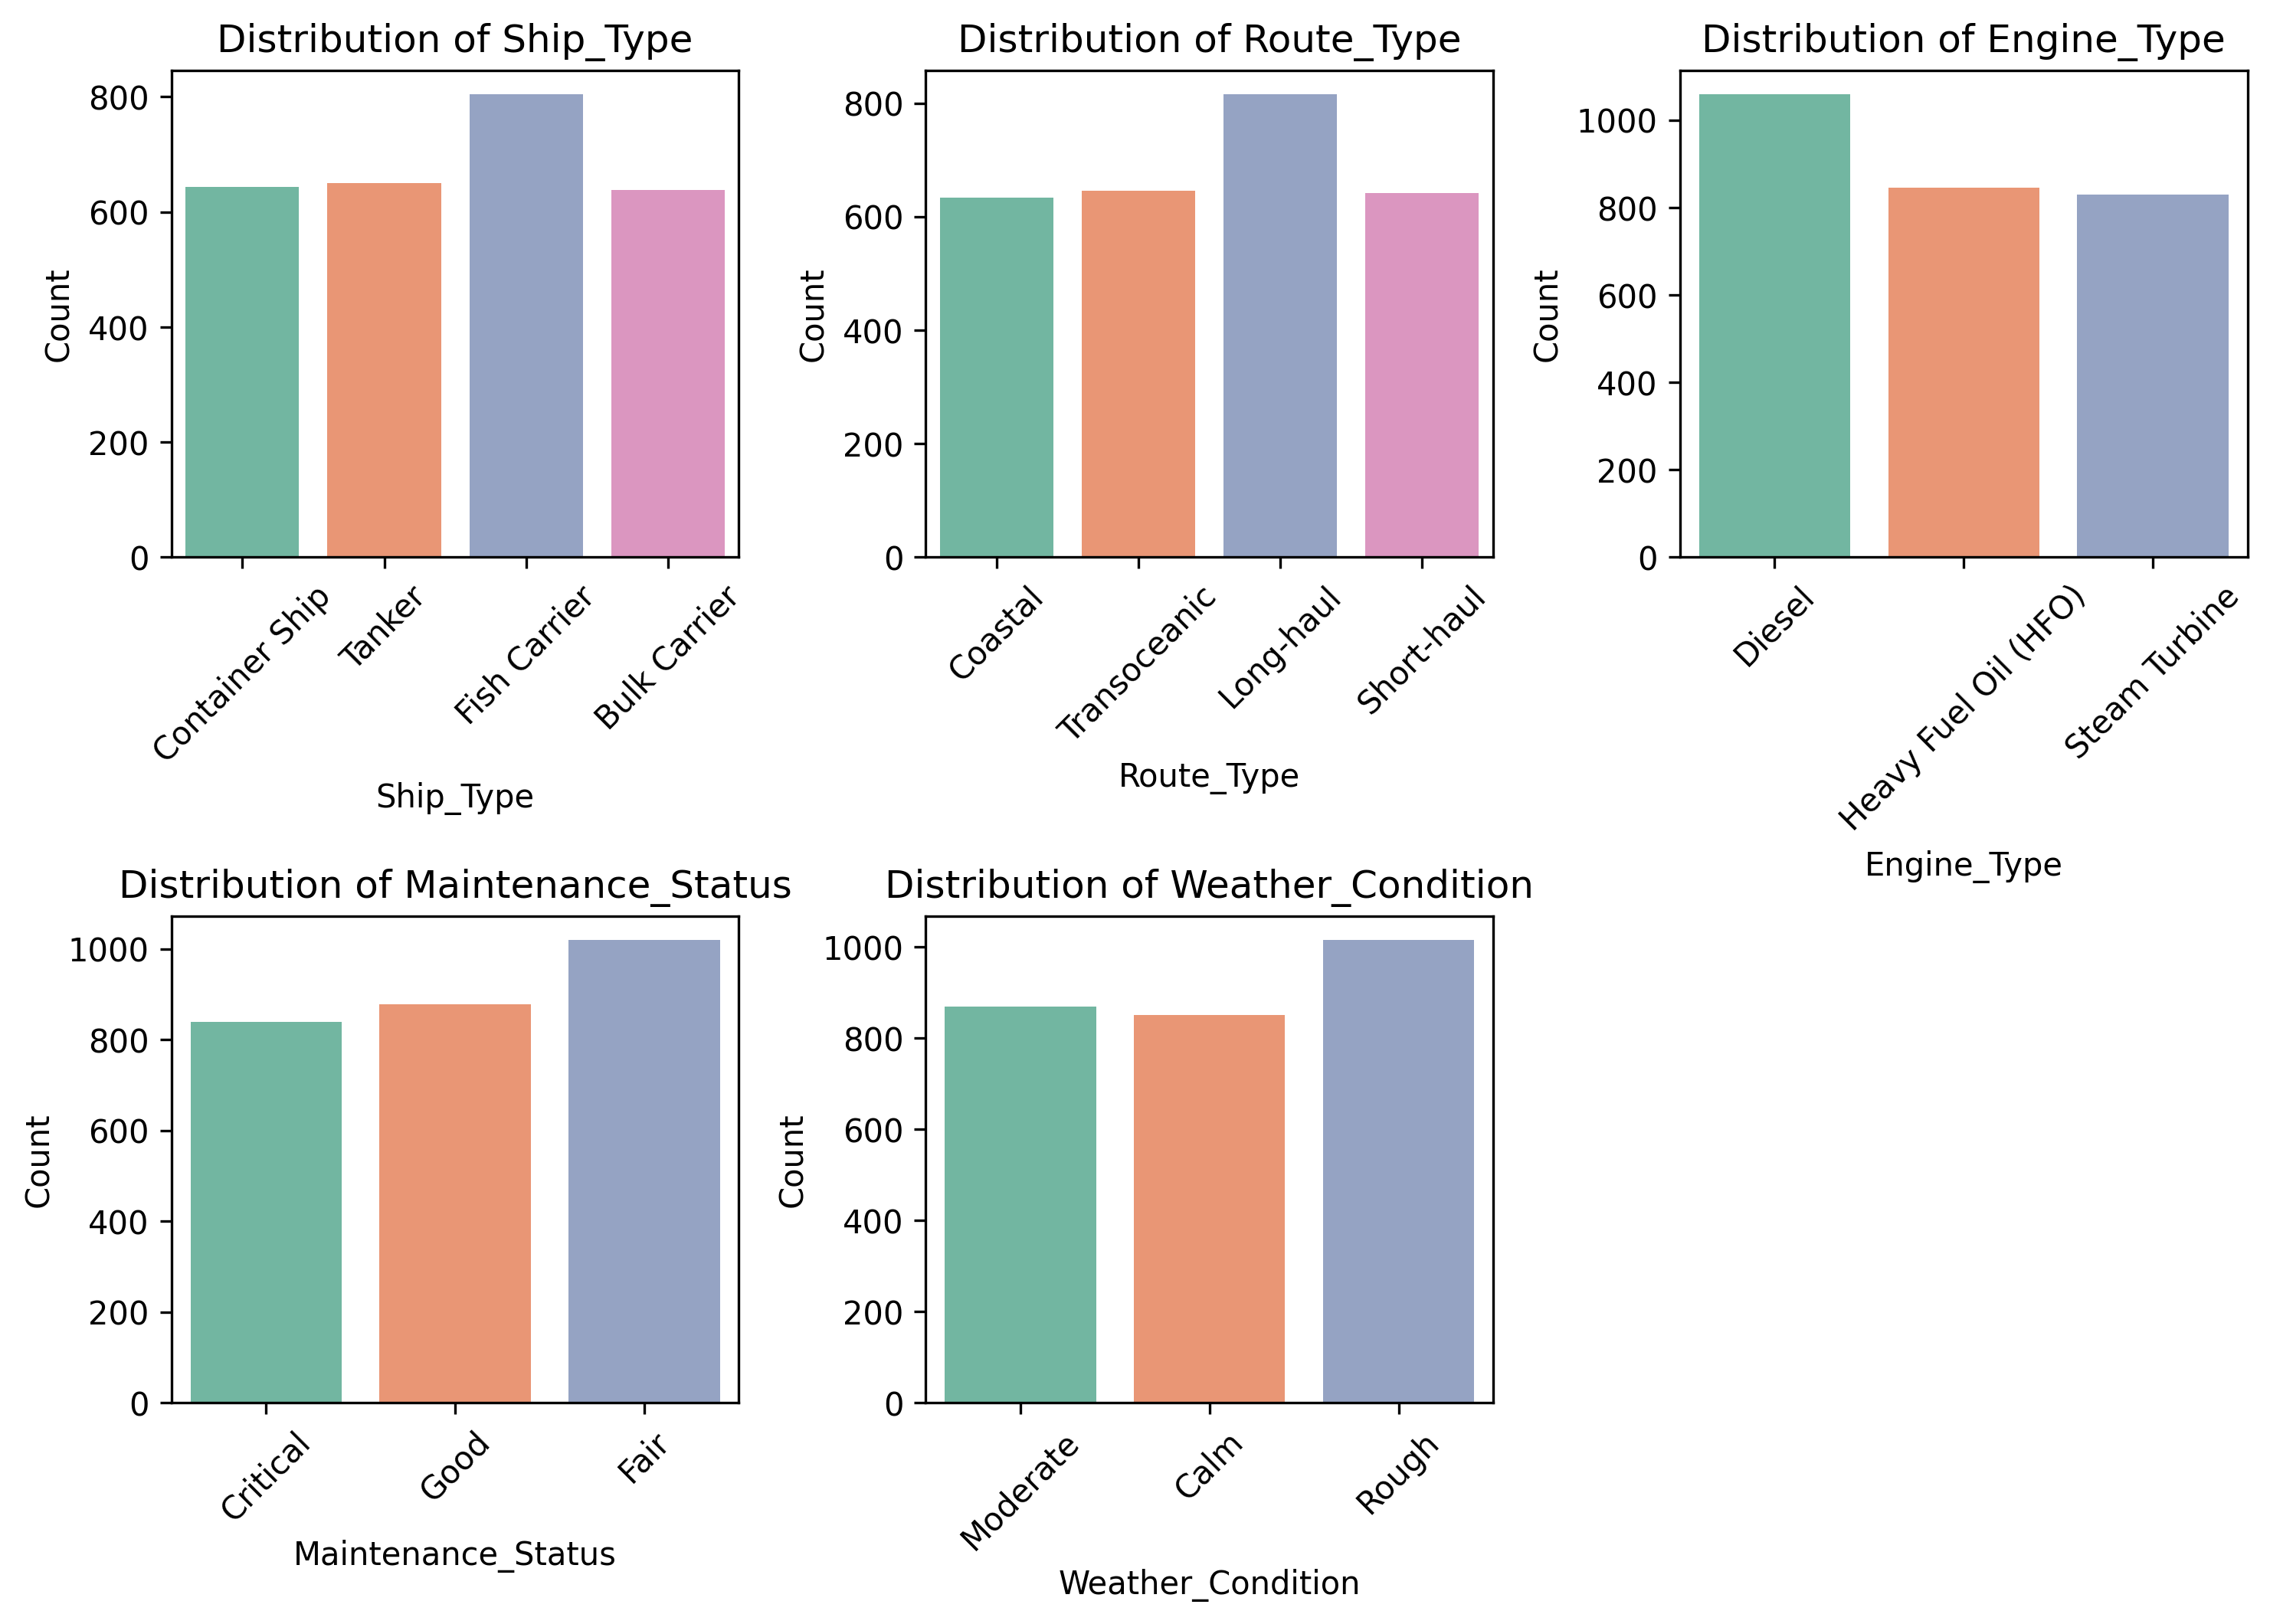 Distribution of Ship_Type
Count
800
600
400
200
0
Container Ship
Tanker
Fish Carrier
Bulk Carrier
Ship_Type
Distribution of Route_Type
Count
800
600
400
200
0
Coastal
Transoceanic
Long-haul
Short-haul
Route_Type
Distribution of Engine_Type
Count
1000
800
600
400
200
0
Diesel
Heavy Fuel Oil (HFO)
Steam Turbine
Engine_Type
Distribution of Maintenance_Status
Count
1000
800
600
400
200
0
Critical
Good
Fair
Maintenance_Status
Distribution of Weather_Condition
Count
1000
800
600
400
200
0
Moderate
Calm
Rough
Weather_Condition